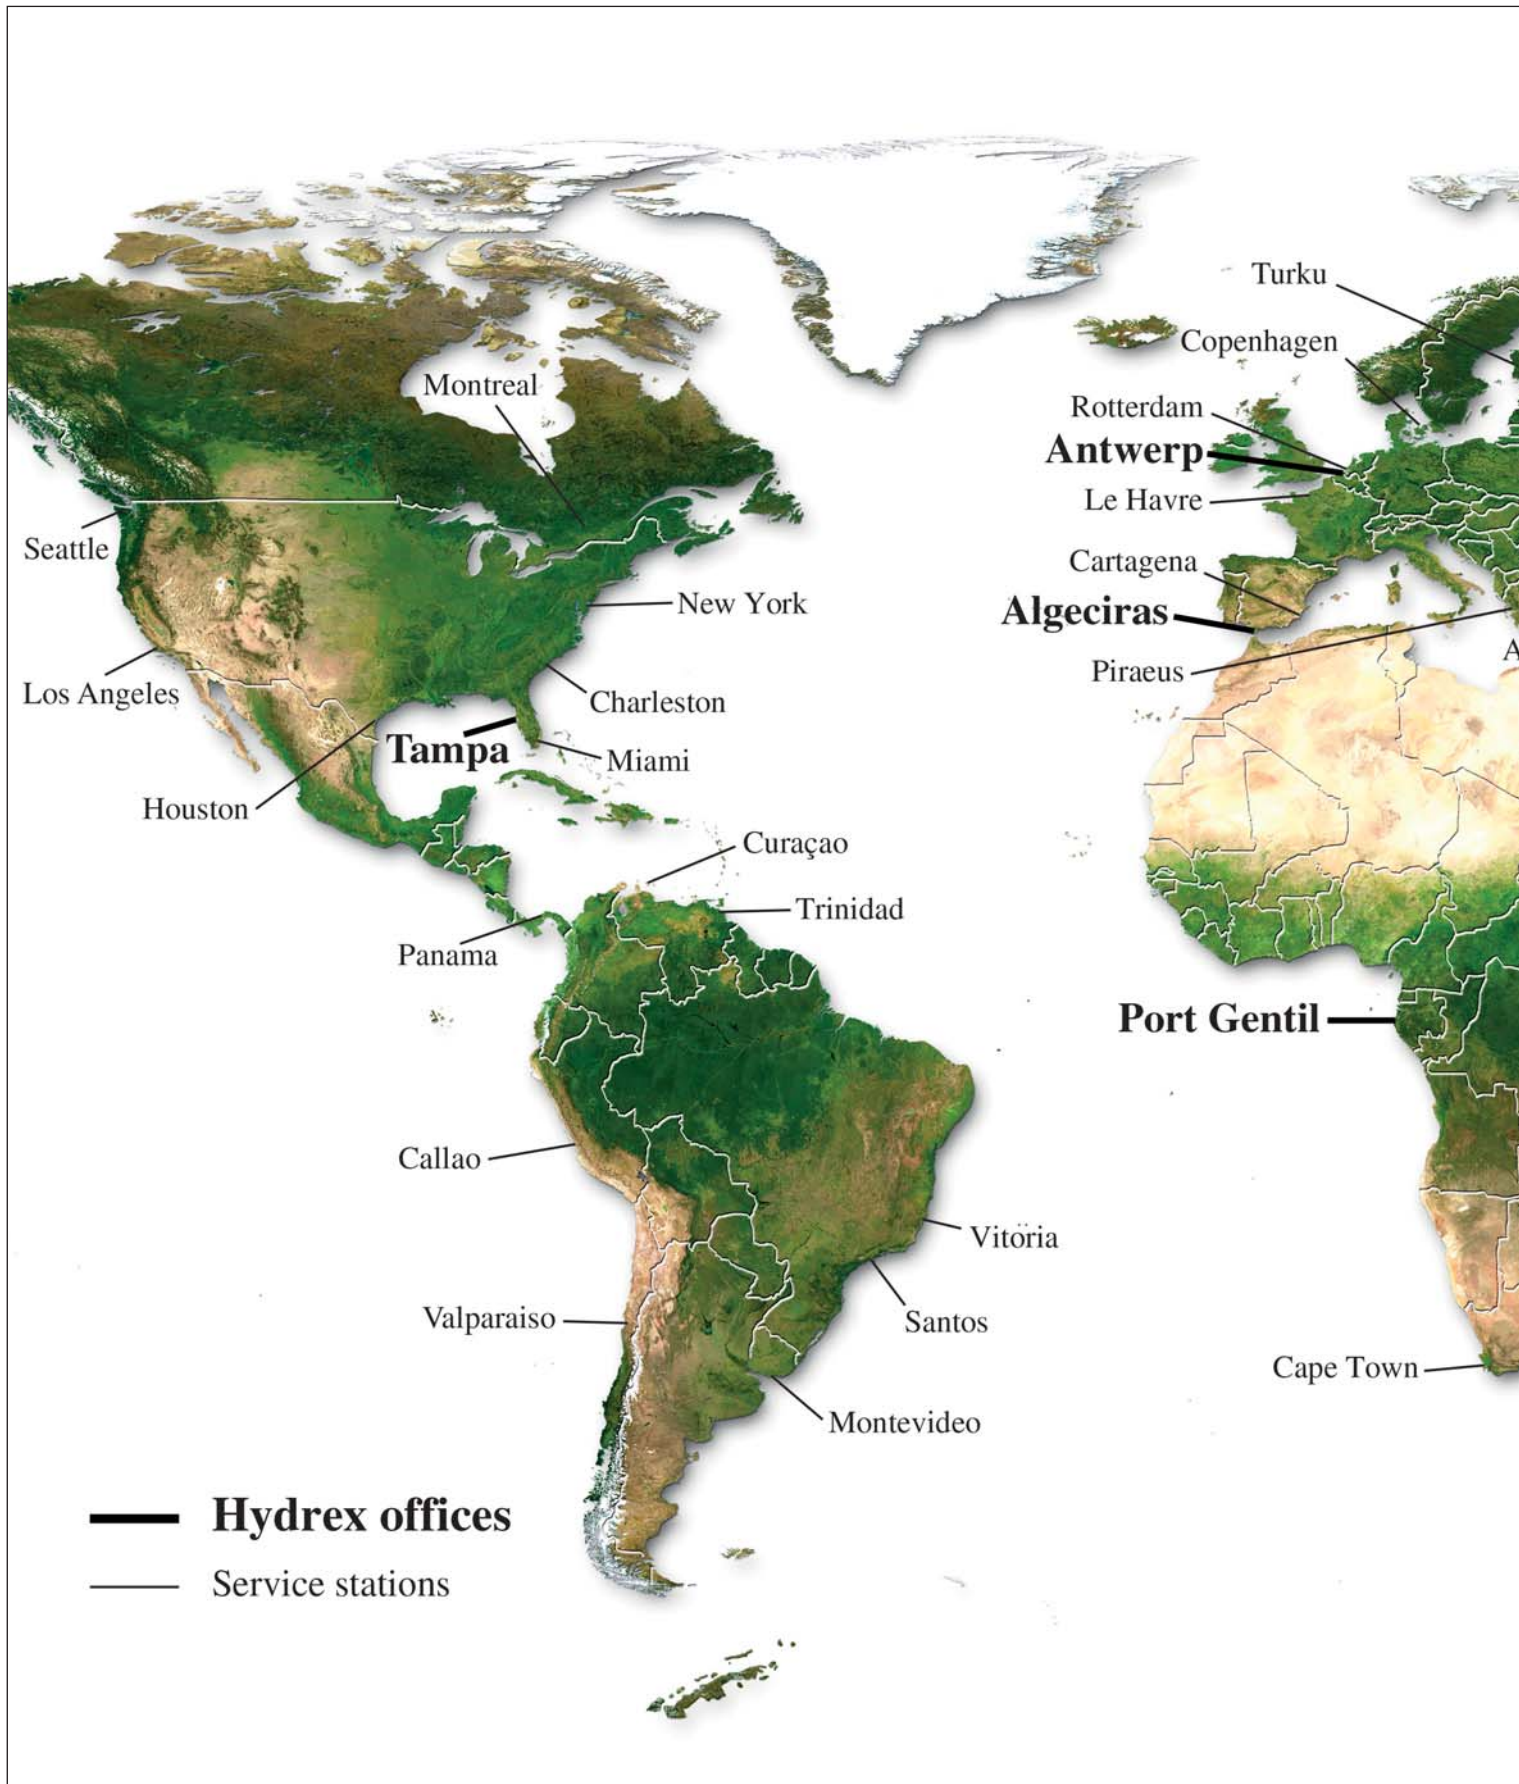 Turku
Copenhagen
Montreal
Rotterdam
Antwerp
Le Havre
Seattle
Cartagena
New York
Algeciras
Piraeus
Los Angeles
Charleston
Tampa
Miami
Houston
Curaçao
Trinidad
Panama
Port Gentil
Callao
Vitöria
Valparaiso
Santos
Cape Town
Montevideo
Hydrex offices
Service stations